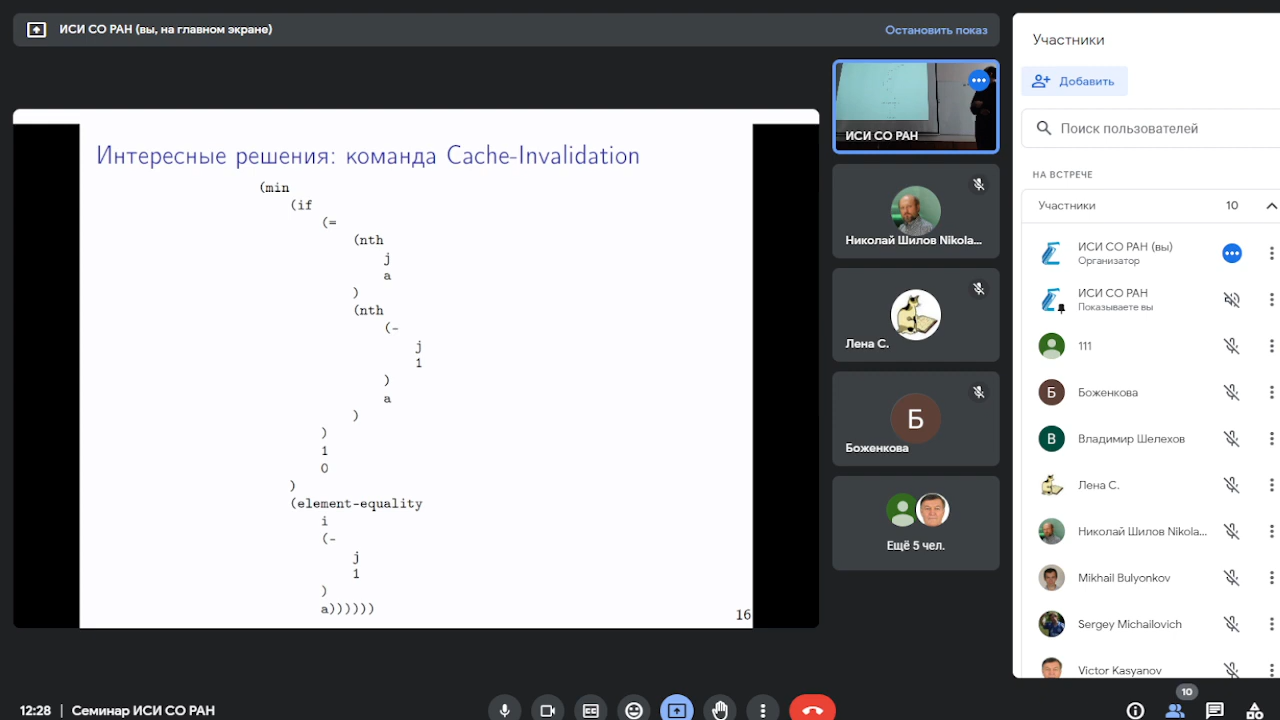 ИСИ СО РАН (вы, на главном экране)
Остановить показ
Интересные решения: команда Cache-Invalidation
(min
(if
(=
(nth
j
a
)
(nth
(-
j
1
)
a
)
)
1
0
)
(element-equality
i
(-
j
1
)
a))))))
16
ИСИ СО РАН
Николай Шилов Nikola...
Лена С.
Б
Боженкова
Ещё 5 чел.
Участники
Добавить
Поиск пользователей
НА ВСТРЕЧЕ
Участники 10
ИСИ СО РАН (вы)
Организатор
ИСИ СО РАН
Показываете вы
111
Б Боженкова
В Владимир Шелехов
Лена С.
Николай Шилов Nikola...
Mikhail Bulyonkov
Sergey Michailovich
Victor Kasyanov
12:28 | Семинар ИСИ СО РАН
10